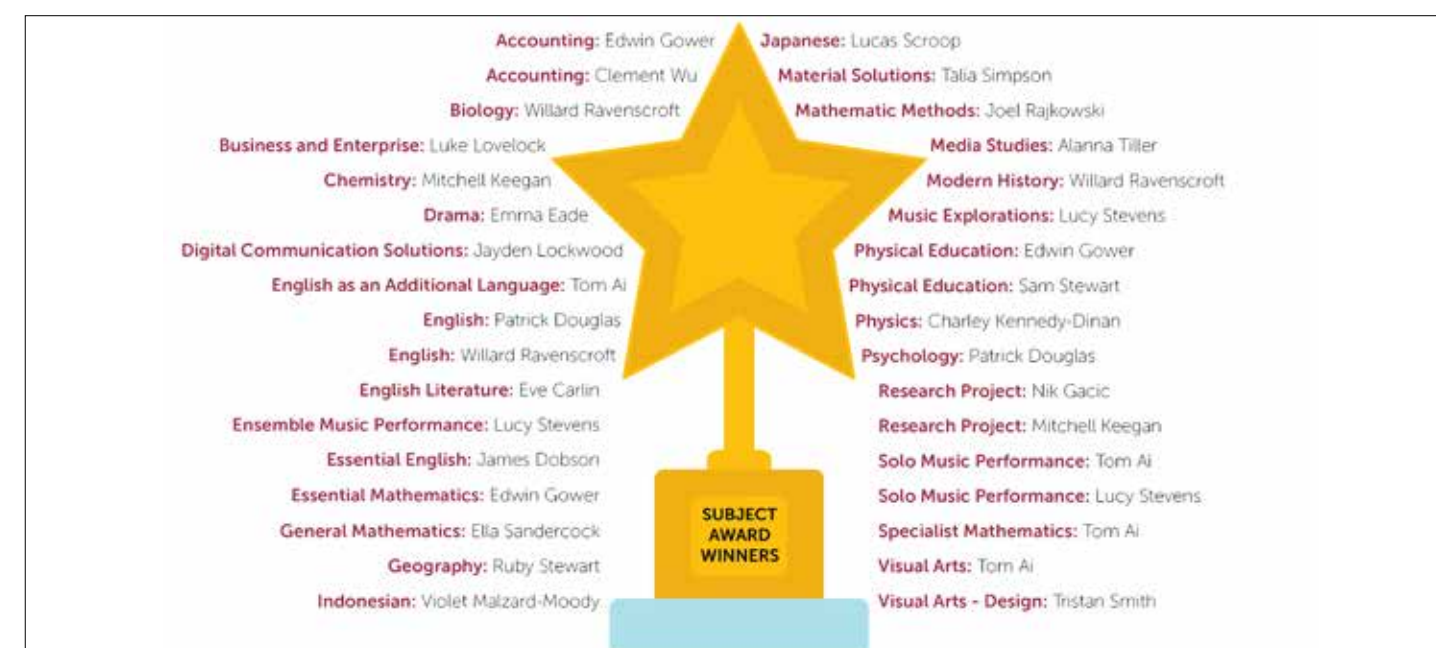 Accounting: Edwin Gower
Accounting: Clement Wu
Biology: Willard Ravenscroft
Business and Enterprise: Luke Lovelock
Chemistry: Mitchell Keegan
Drama: Emma Eade
Digital Communication Solutions: Jayden Lockwood
English as an Additional Language: Tom Ai
English: Patrick Douglas
English: Willard Ravenscroft
English Literature: Eve Carlin
Ensemble Music Performance: Lucy Stevens
Essential English: James Dobson
Essential Mathematics: Edwin Gower
General Mathematics: Ella Sandercock
Geography: Ruby Stewart
Indonesian: Violet Malzard-Moody
Japanese: Lucas Scroop
Material Solutions: Talia Simpson
Mathematic Methods: Joel Rajkowski
Media Studies: Alanna Tiller
Modern History: Willard Ravenscroft
Music Explorations: Lucy Stevens
Physical Education: Edwin Gower
Physical Education: Sam Stewart
Physics: Charley Kennedy-Dinan
Psychology: Patrick Douglas
Research Project: Nik Gacic
Research Project: Mitchell Keegan
Solo Music Performance: Tom Ai
Solo Music Performance: Lucy Stevens
Specialist Mathematics: Tom Ai
Visual Arts: Tom Ai
Visual Arts - Design: Tristan Smith
SUBJECT
AWARD
WINNERS